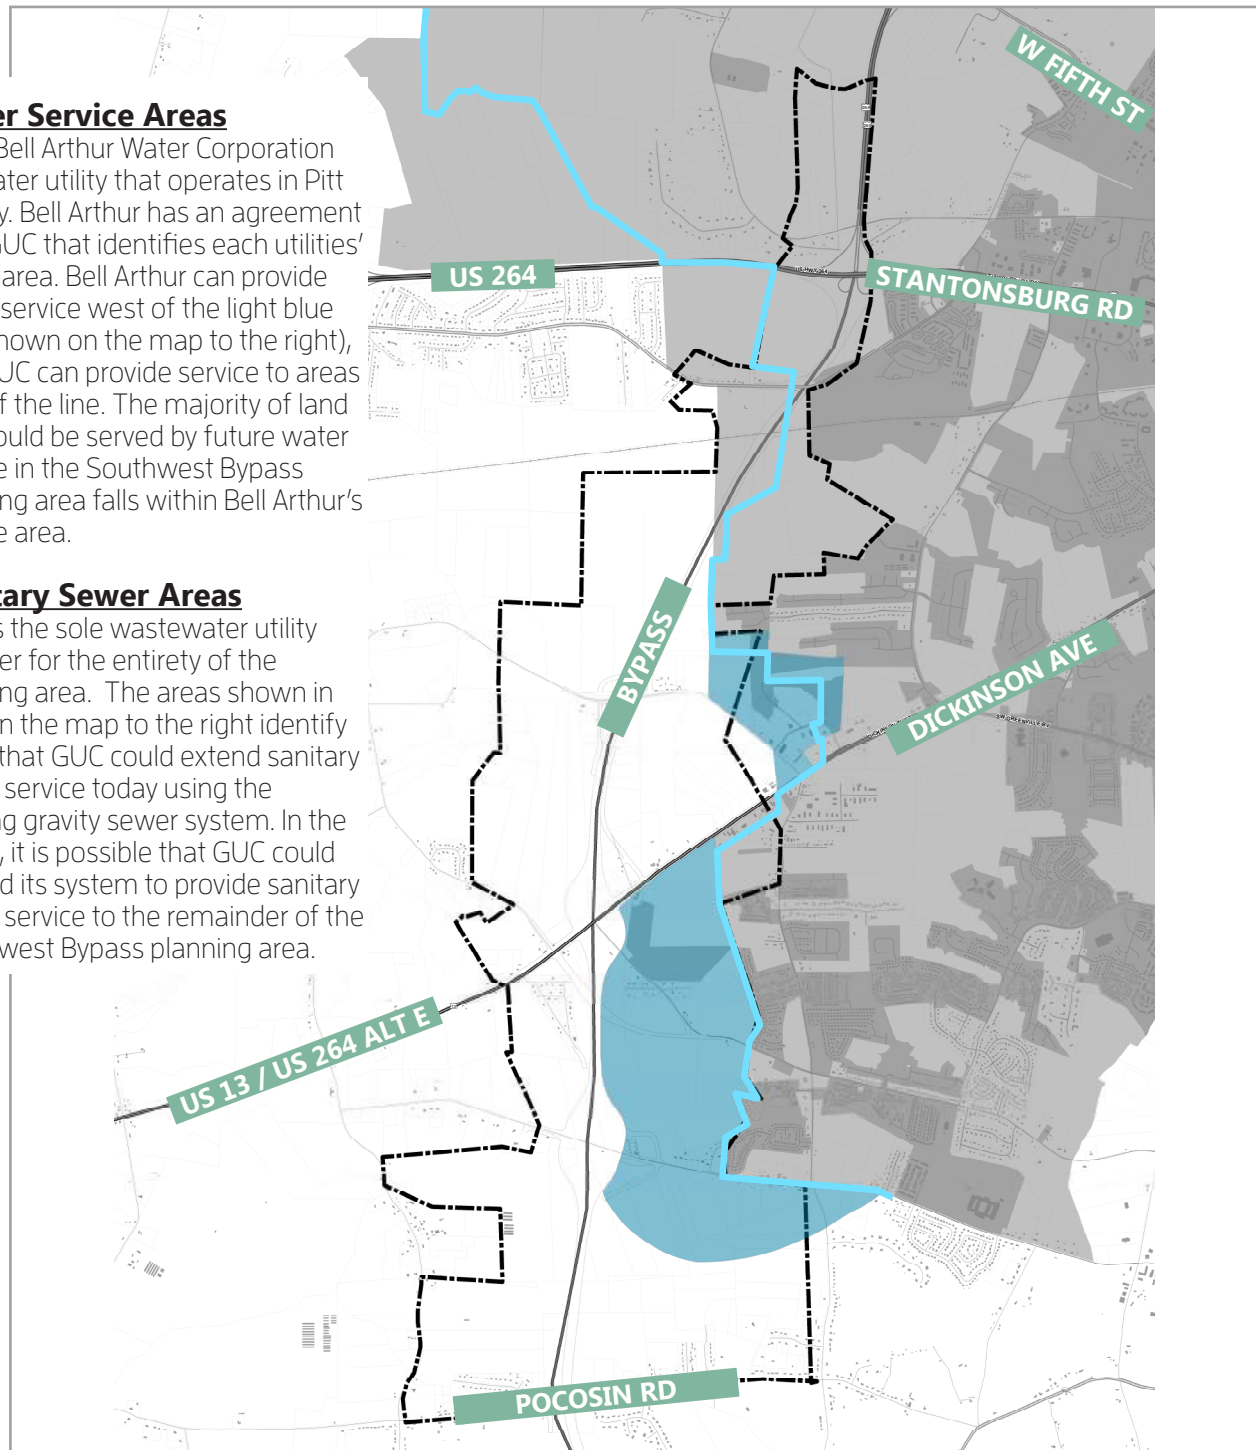 er Service Areas
Bell Arthur Water Corporation
ater utility that operates in Pitt
y. Bell Arthur has an agreement
GUC that identifies each utilities'
area. Bell Arthur can provide
service west of the light blue
hown on the map to the right),
UC can provide service to areas
f the line. The majority of land
ould be served by future water
e in the Southwest Bypass
ng area falls within Bell Arthur's
e area.
tary Sewer Areas
s the sole wastewater utility
er for the entirety of the
ng area. The areas shown in
n the map to the right identify
that GUC could extend sanitary
service today using the
ng gravity sewer system. In the
, it is possible that GUC could
d its system to provide sanitary
service to the remainder of the
west Bypass planning area.
W FIFTH ST
US 264
STANTONSBURG RD
BYPASS
DICKINSON AVE
US 13 / US 264 ALT E
POCOSIN RD